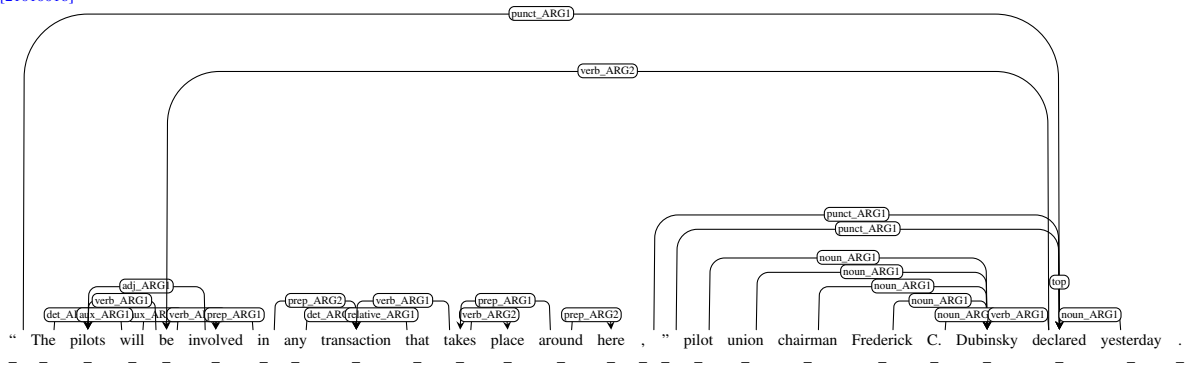 punct_ARG1
verb_ARG2
punct_ARG1
punct_ARG1
noun_ARG1
noun_ARG1
adj_ARG1 noun_ARG1 top
verb_ARG1 prep_ARG2 verb_ARG1 prep_ARG1 noun_ARG1
aux_ARG1 prep_ARG1 relative_ARG1 verb_ARG2 prep_ARG2 verb_ARG1 noun_ARG1
“ The pilots will be involved in any transaction that takes place around here , ” pilot union chairman Frederick C. Dubinsky declared yesterday .
_ _ _ _ _ _ _ _ _ _ _ _ _ _ _ _ _ _ _ _ _ _ _ _ _